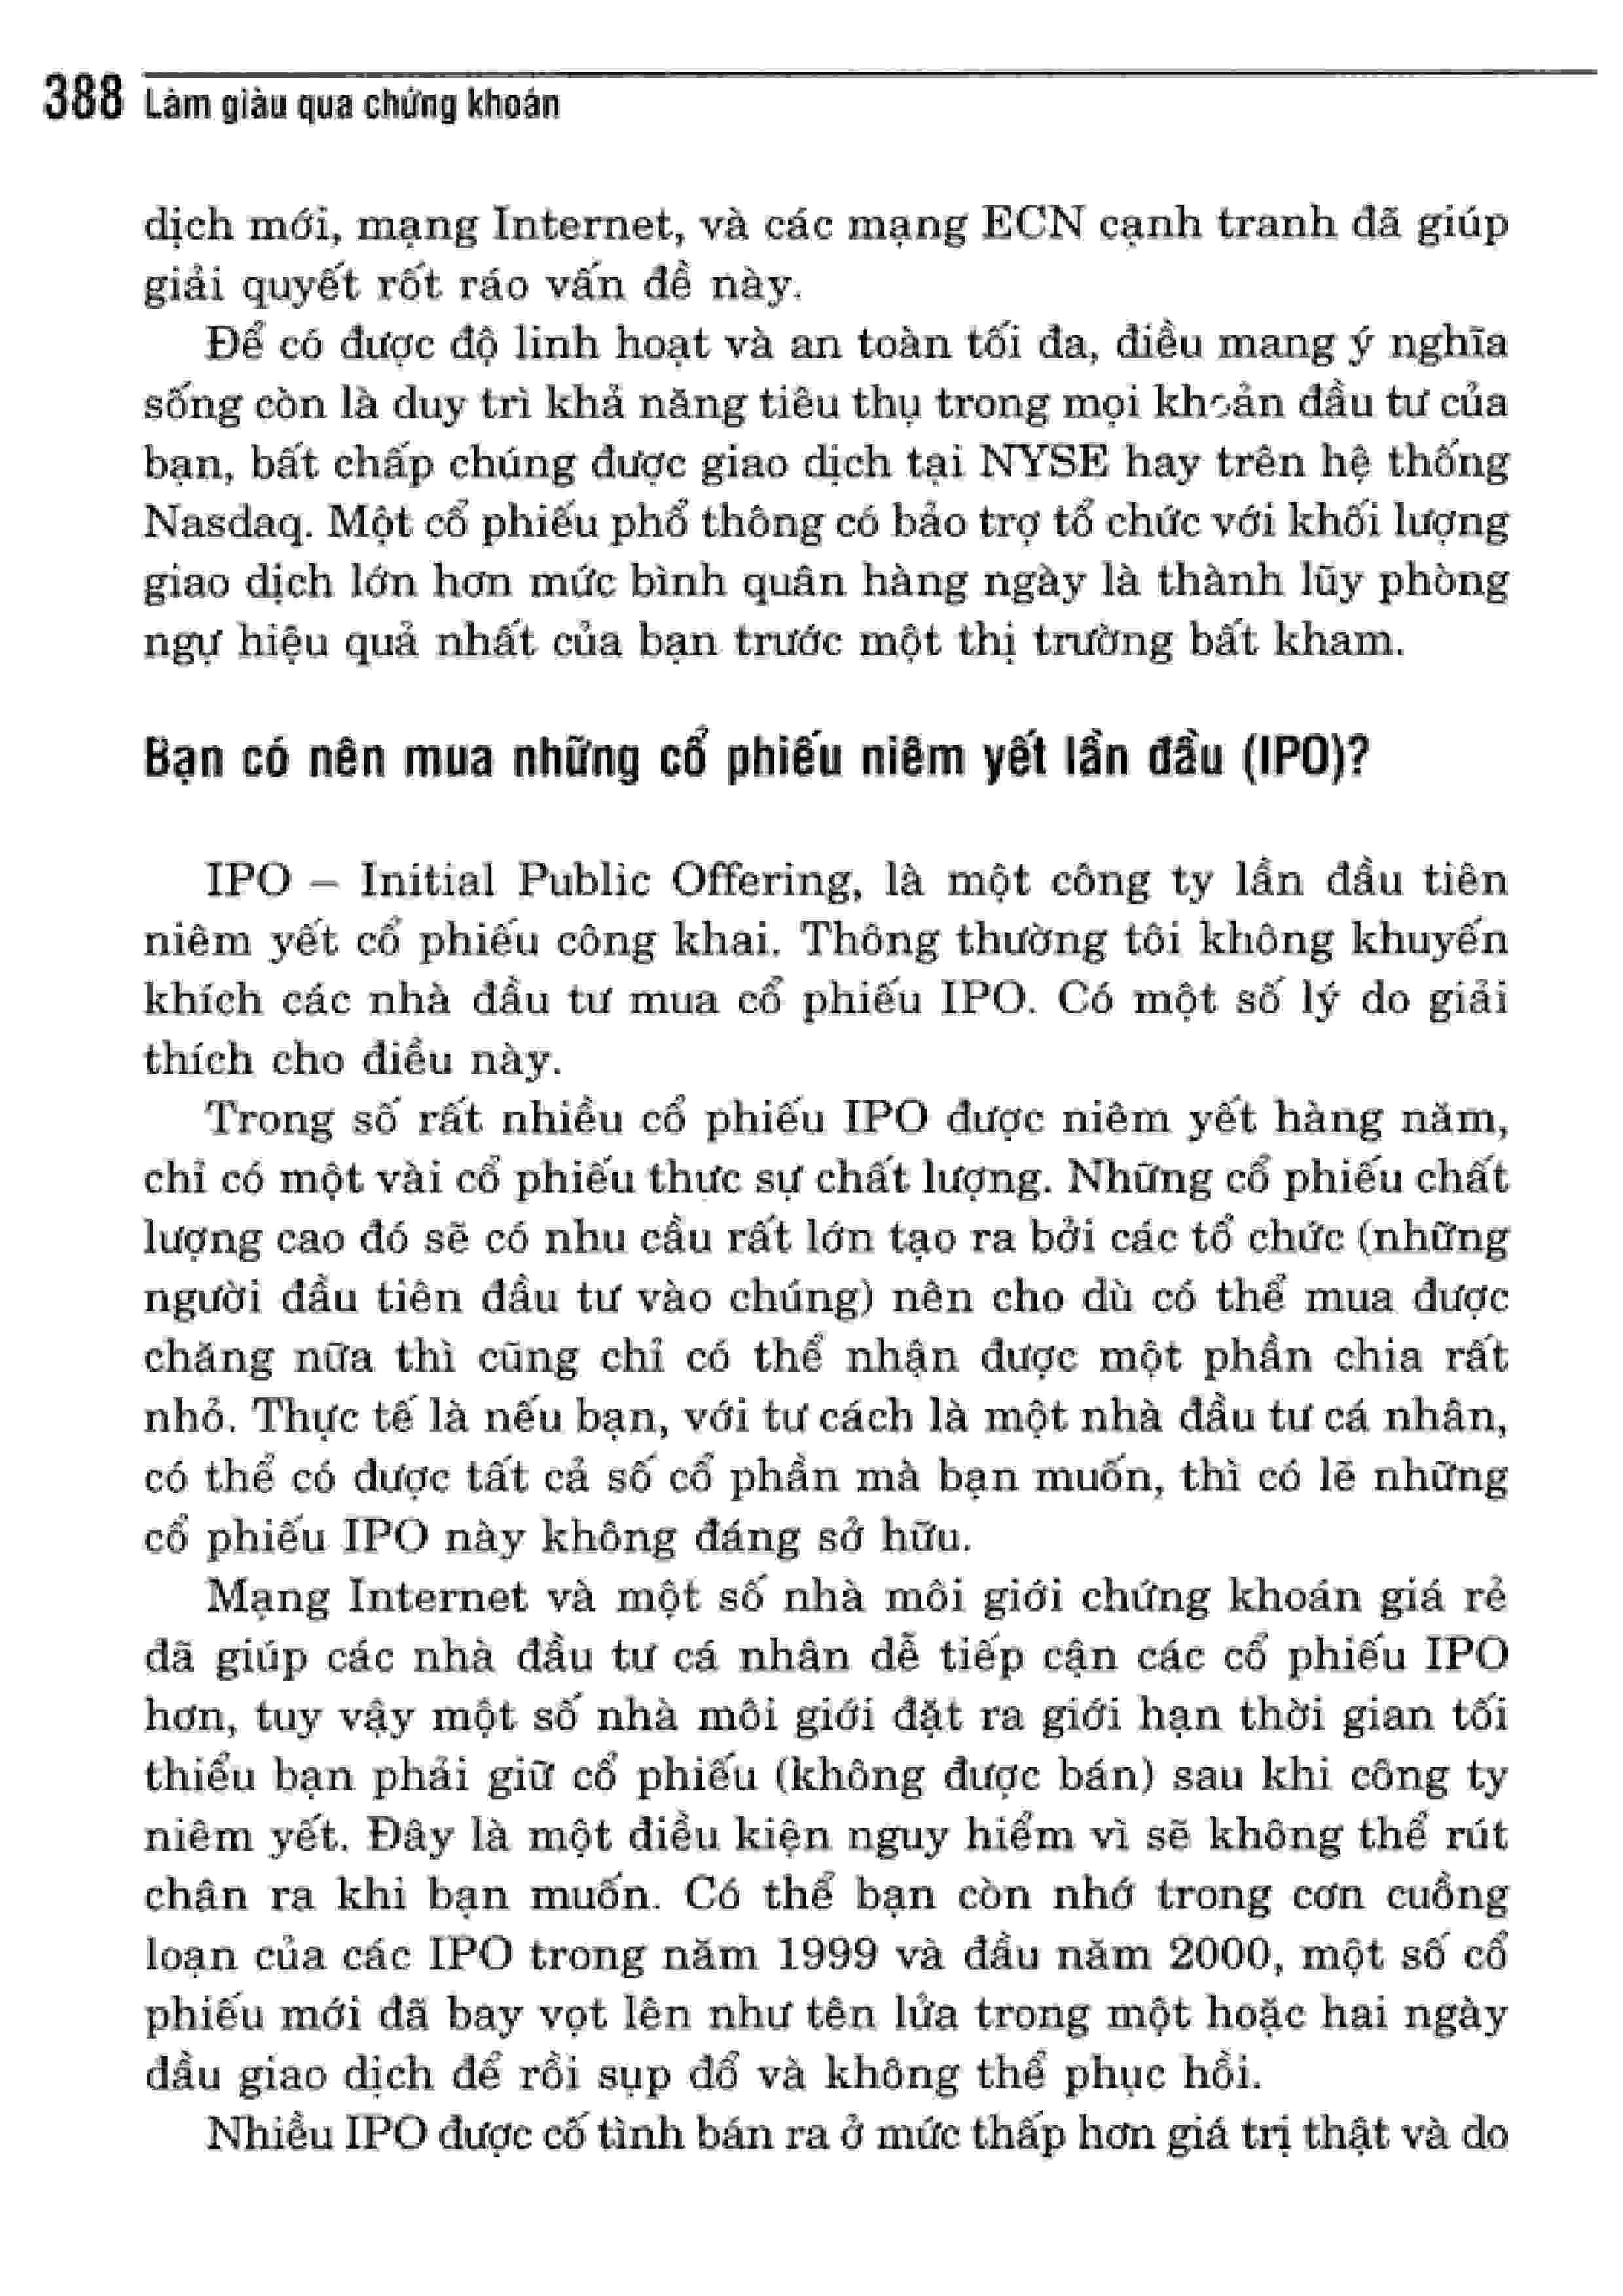 388 Làm giàu qua chứng khoán
dịch mới, mạng Internet, và các mạng ECN cạnh tranh đã giúp
giải quyết rốt ráo vấn đề này.
Để có được độ linh hoạt và an toàn tối đa, điều mang ý nghĩa
sống còn là duy trì khả năng tiêu thụ trong mọi khoản đầu tư của
bạn, bất chấp chúng được giao dịch tại NYSE hay trên hệ thống
Nasdaq. Một cổ phiếu phổ thông có bảo trợ tổ chức với khối lượng
giao dịch lớn hơn mức bình quân hàng ngày là thành lũy phòng
ngự hiệu quả nhất của bạn trước một thị trường bất kham.
Bạn có nên mua những cổ phiếu niêm yết lần đầu (IPO)?
IPO – Initial Public Offering, là một công ty lần đầu tiên
niêm yết cổ phiếu công khai. Thông thường tôi không khuyến
khích các nhà đầu tư mua cổ phiếu IPO. Có một số lý do giải
thích cho điều này.
Trong số rất nhiều cổ phiếu IPO được niêm yết hàng năm,
chỉ có một vài cổ phiếu thực sự chất lượng. Những cổ phiếu chất
lượng cao đó sẽ có nhu cầu rất lớn tạo ra bởi các tổ chức (những
người đầu tiên đầu tư vào chúng) nên cho dù có thể mua được
chăng nữa thì cũng chỉ có thể nhận được một phần chia rất
nhỏ. Thực tế là nếu bạn, với tư cách là một nhà đầu tư cá nhân,
có thể có được tất cả số cổ phần mà bạn muốn, thì có lẽ những
cổ phiếu IPO này không đáng sở hữu.
Mạng Internet và một số nhà môi giới chứng khoán giá rẻ
đã giúp các nhà đầu tư cá nhân dễ tiếp cận các cổ phiếu IPO
hơn, tuy vậy một số nhà môi giới đặt ra giới hạn thời gian tối
thiểu bạn phải giữ cổ phiếu (không được bán) sau khi công ty
niêm yết. Đây là một điều kiện nguy hiểm vì sẽ không thể rút
chân ra khi bạn muốn. Có thể bạn còn nhớ trong cơn cuồng
loạn của các IPO trong năm 1999 và đầu năm 2000, một số cổ
phiếu mới đã bay vọt lên như tên lửa trong một hoặc hai ngày
đầu giao dịch để rồi sụp đổ và không thể phục hồi.
Nhiều IPO được cố tình bán ra ở mức thấp hơn giá trị thật và do